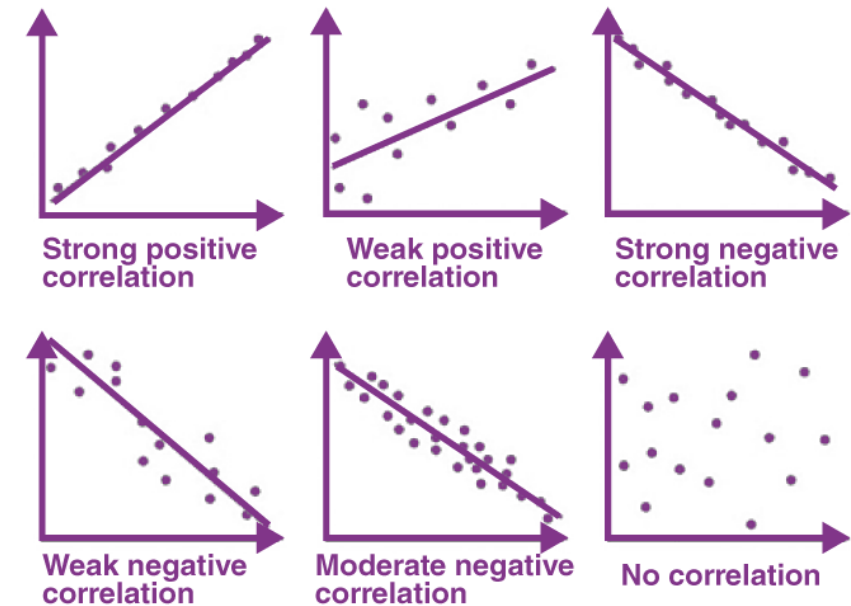 Strong positive
correlation
Weak positive
correlation
Strong negative
correlation
Weak negative
correlation
Moderate negative
correlation
No correlation